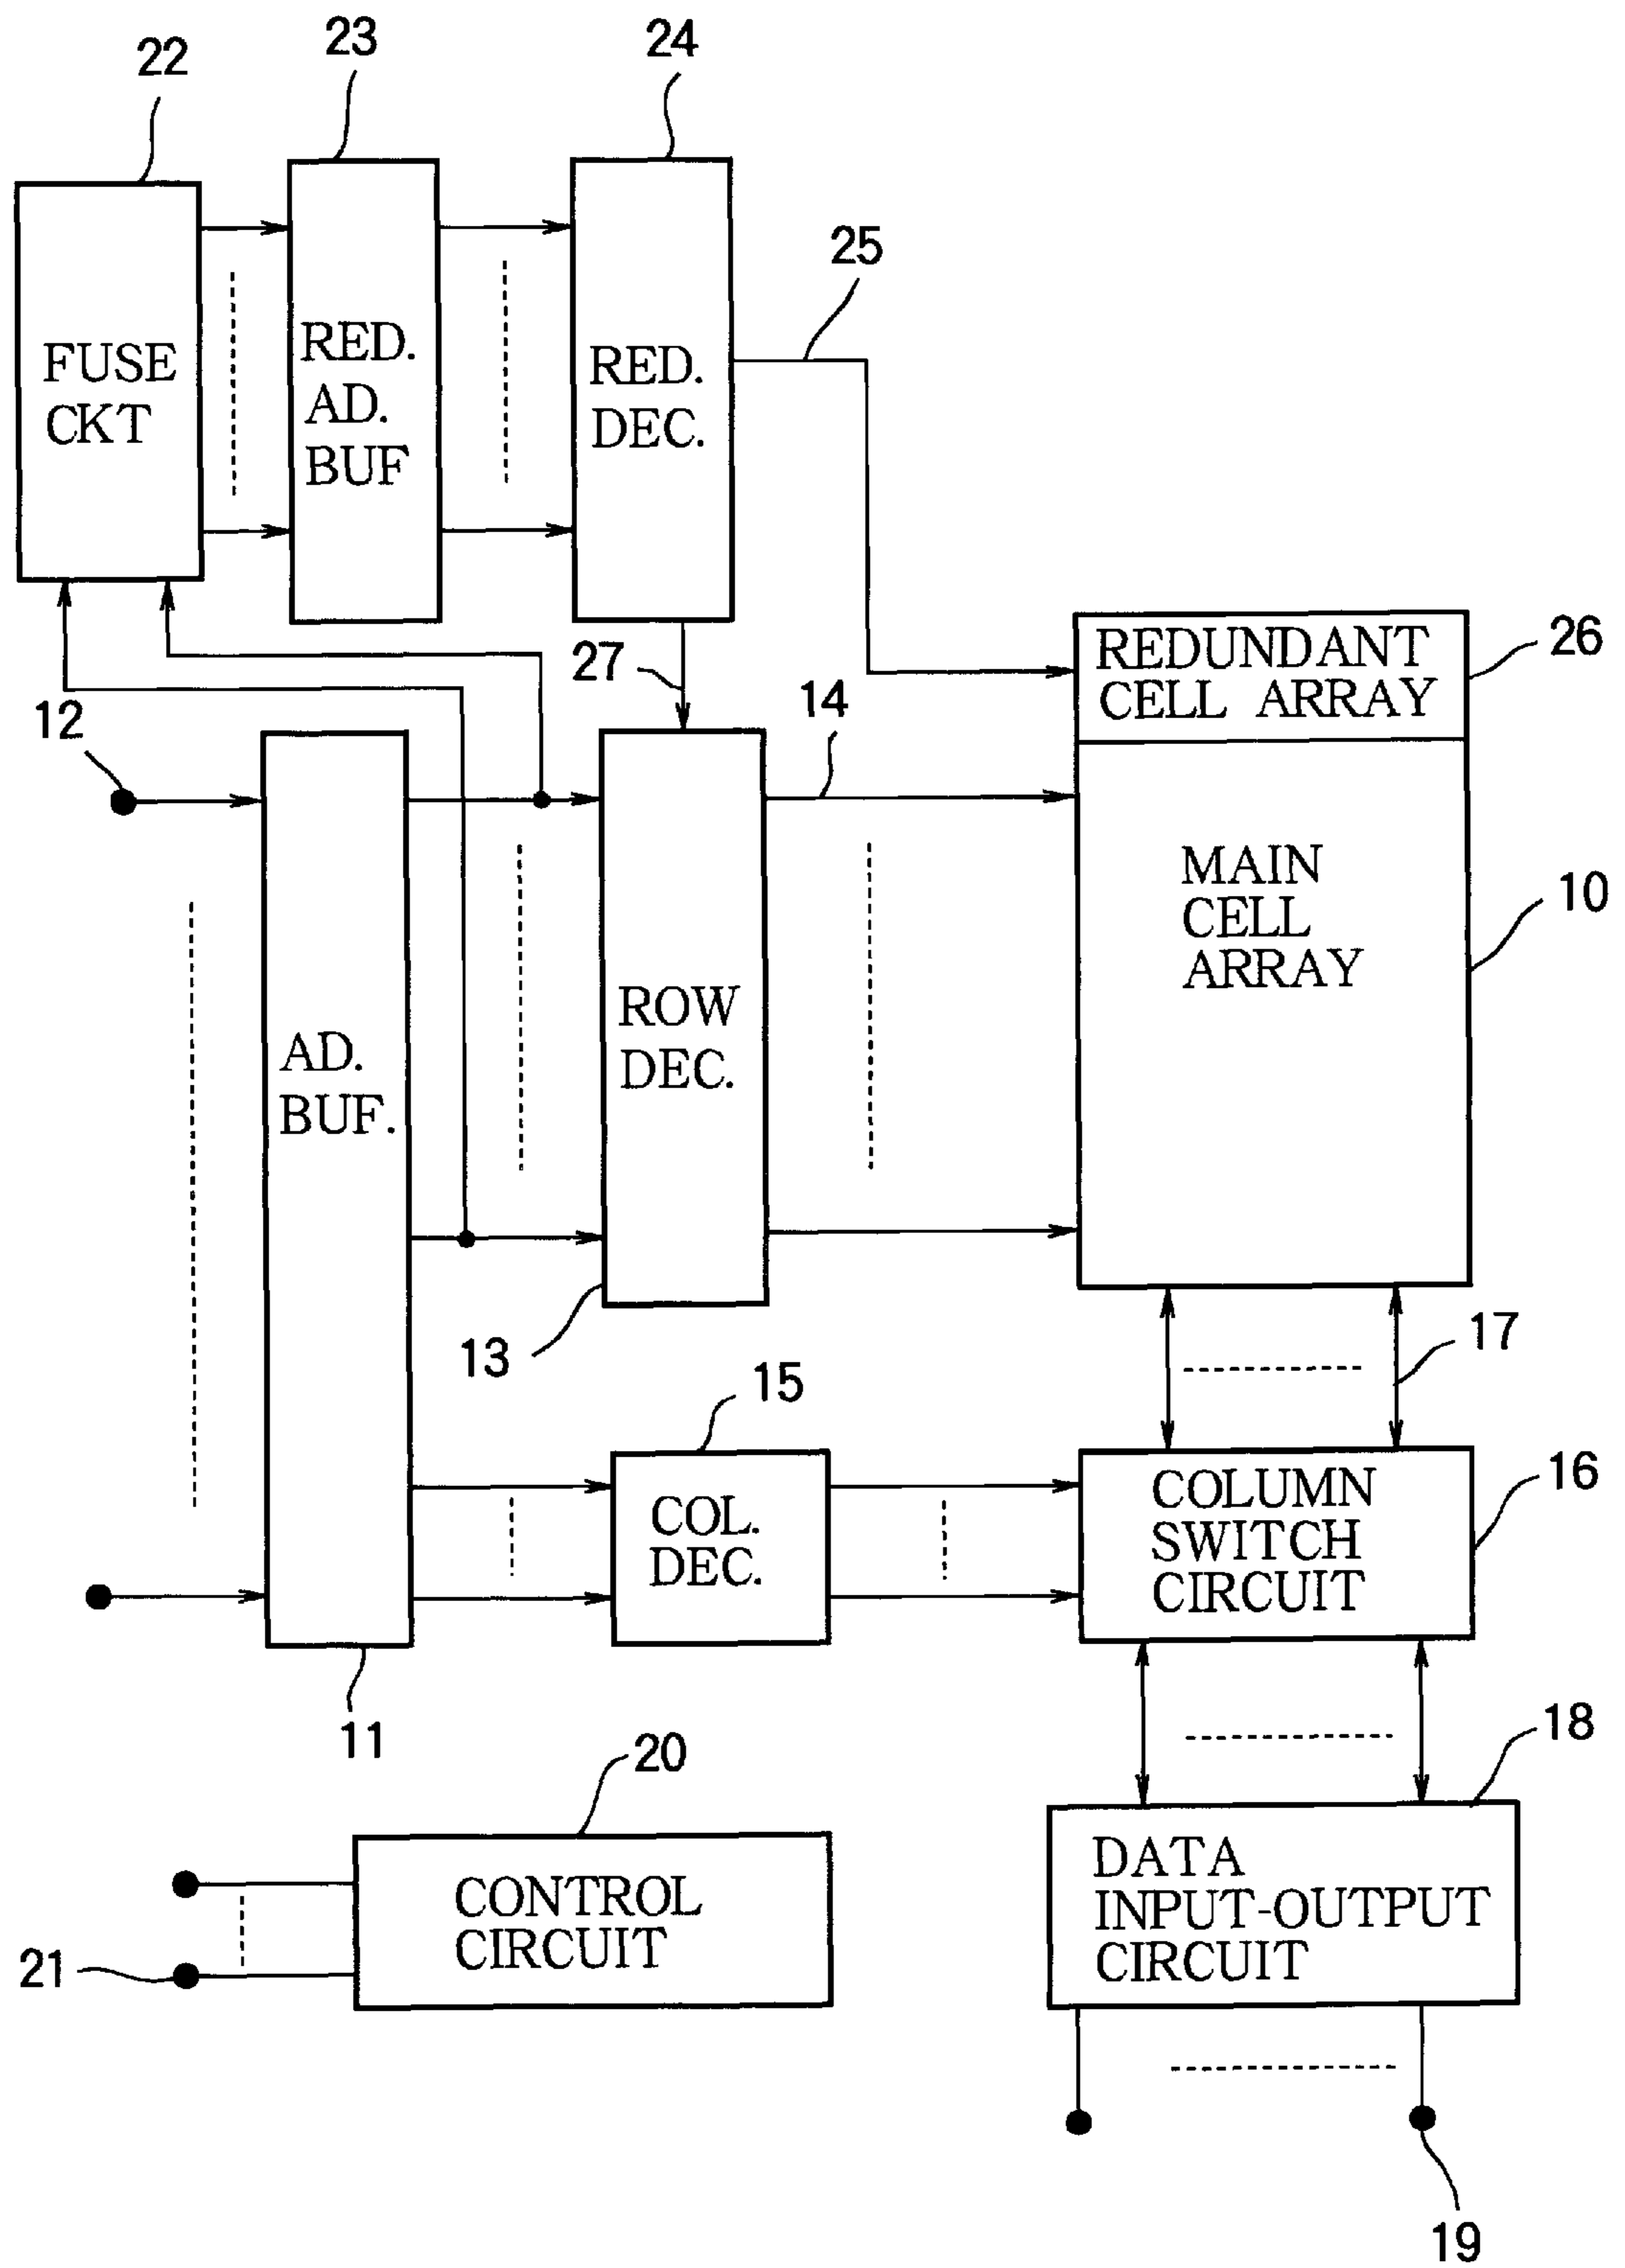 22
23
24
FUSE
CKT
RED.
AD.
BUF
RED.
DEC.
25
REDUNDANT
CELL ARRAY
26
27
14
12
MAIN
CELL
ARRAY
10
AD.
BUF.
ROW
DEC.
13
17
15
COL.
DEC.
COLUMN
SWITCH
CIRCUIT
16
11
20
18
CONTROL
CIRCUIT
21
DATA
INPUT-OUTPUT
CIRCUIT
19